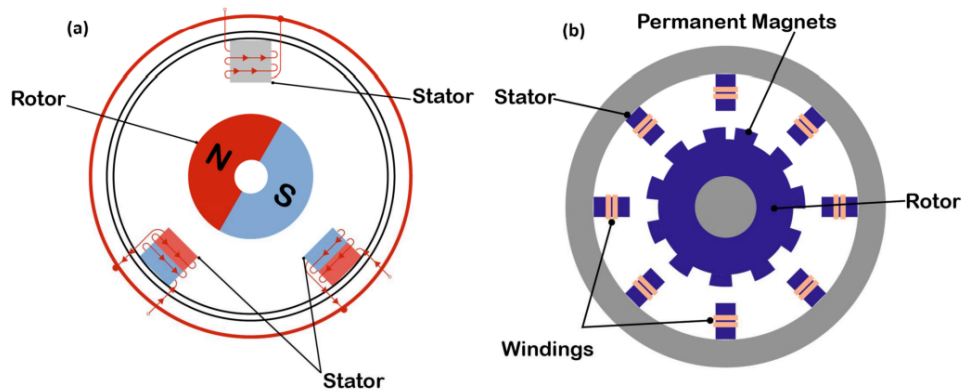 (a)
Rotor
Stator
N
S
Stator
(b)
Permanent Magnets
Stator
Rotor
Windings